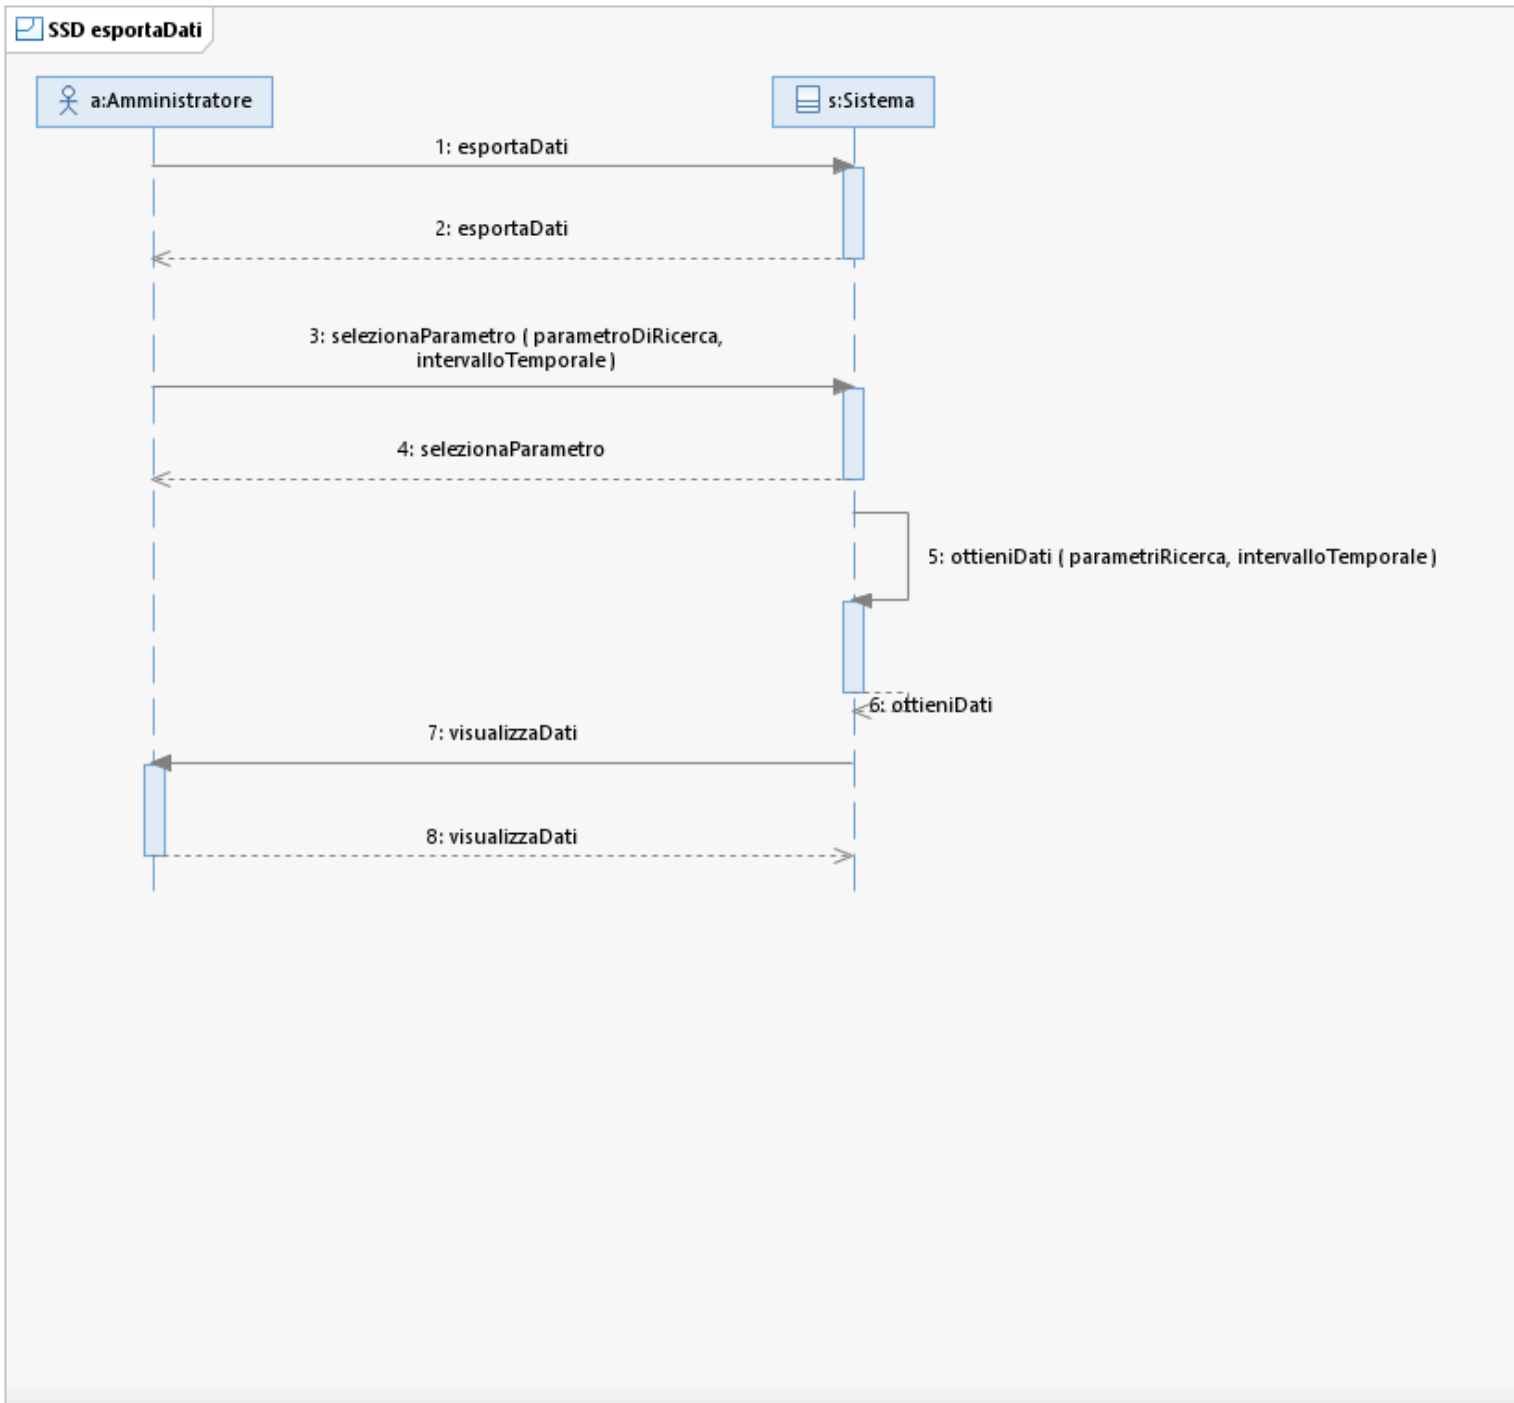 SSD esportaDati
a:Amministratore
s:Sistema
1: esportaDati
2: esportaDati
3: selezionaParametro ( parametroDiRicerca,
intervalloTemporale )
4: selezionaParametro
5: ottieniDati ( parametriRicerca, intervalloTemporale )
6: ottieniDati
7: visualizzaDati
8: visualizzaDati